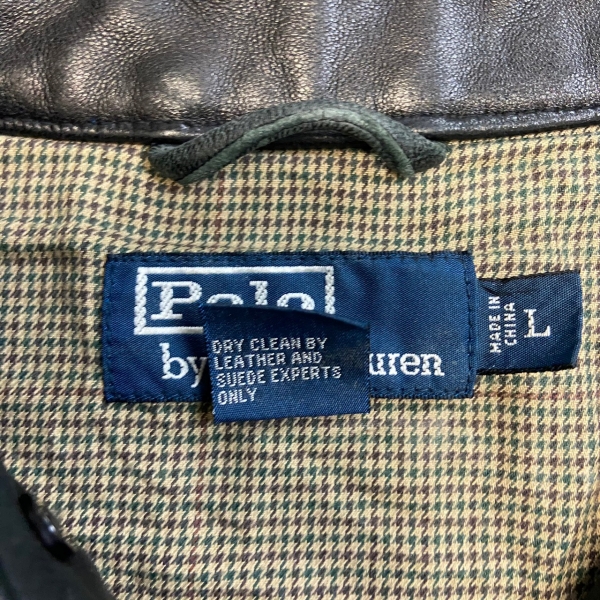 Polo
by uren
DRY CLEAN BY
LEATHER AND
SUEDE EXPERTS
ONLY
MADE IN
CHINA
L